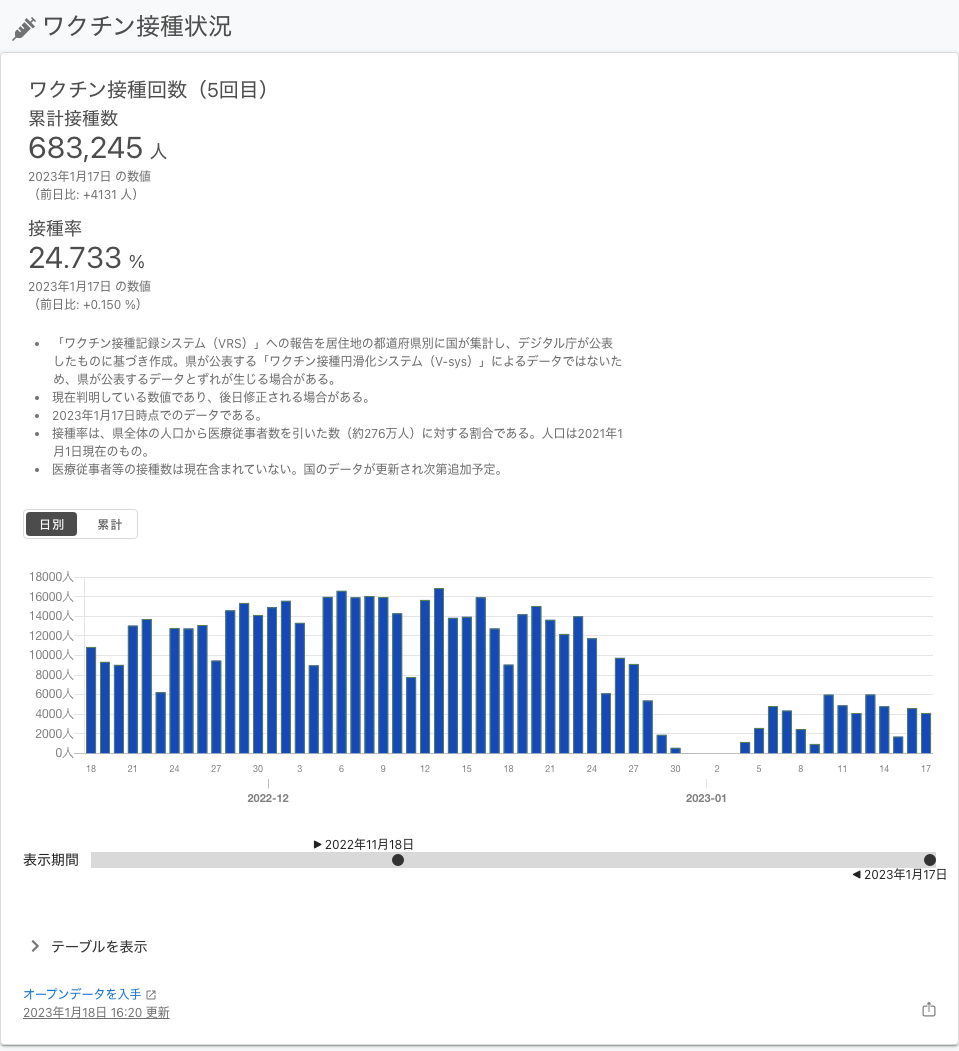 ワクチン接種状況
ワクチン接種回数（5回目）
累計接種数
683,245 人
2023年1月17日 の数値
（前日比: +4131 人）
接種率
24.733 %
2023年1月17日 の数値
（前日比: +0.150 %）
• 「ワクチン接種記録システム（VRS）」への報告を居住地の都道府県別に国が集計し、デジタル庁が公表
したものに基づき作成。県が公表する「ワクチン接種円滑化システム（V-sys）」によるデータではないた
め、県が公表するデータとずれが生じる場合がある。
• 現在判明している数値であり、後日修正される場合がある。
• 2023年1月17日時点でのデータである。
• 接種率は、県全体の人口から医療従事者数を引いた数（約276万人）に対する割合である。人口は2021年1
月1日現在のもの。
• 医療従事者等の接種数は現在含まれていない。国のデータが更新され次第追加予定。
日別 累計
18000人
16000人
14000人
12000人
10000人
8000人
6000人
4000人
2000人
0人
18 21 24 27 30 3 6 9 12 15 18 21 24 27 30 2 5 8 11 14 17
2022-12 2023-01
▶ 2022年11月18日
表示期間
◀ 2023年1月17日
テーブルを表示
オープンデータを入手
2023年1月18日 16:20 更新